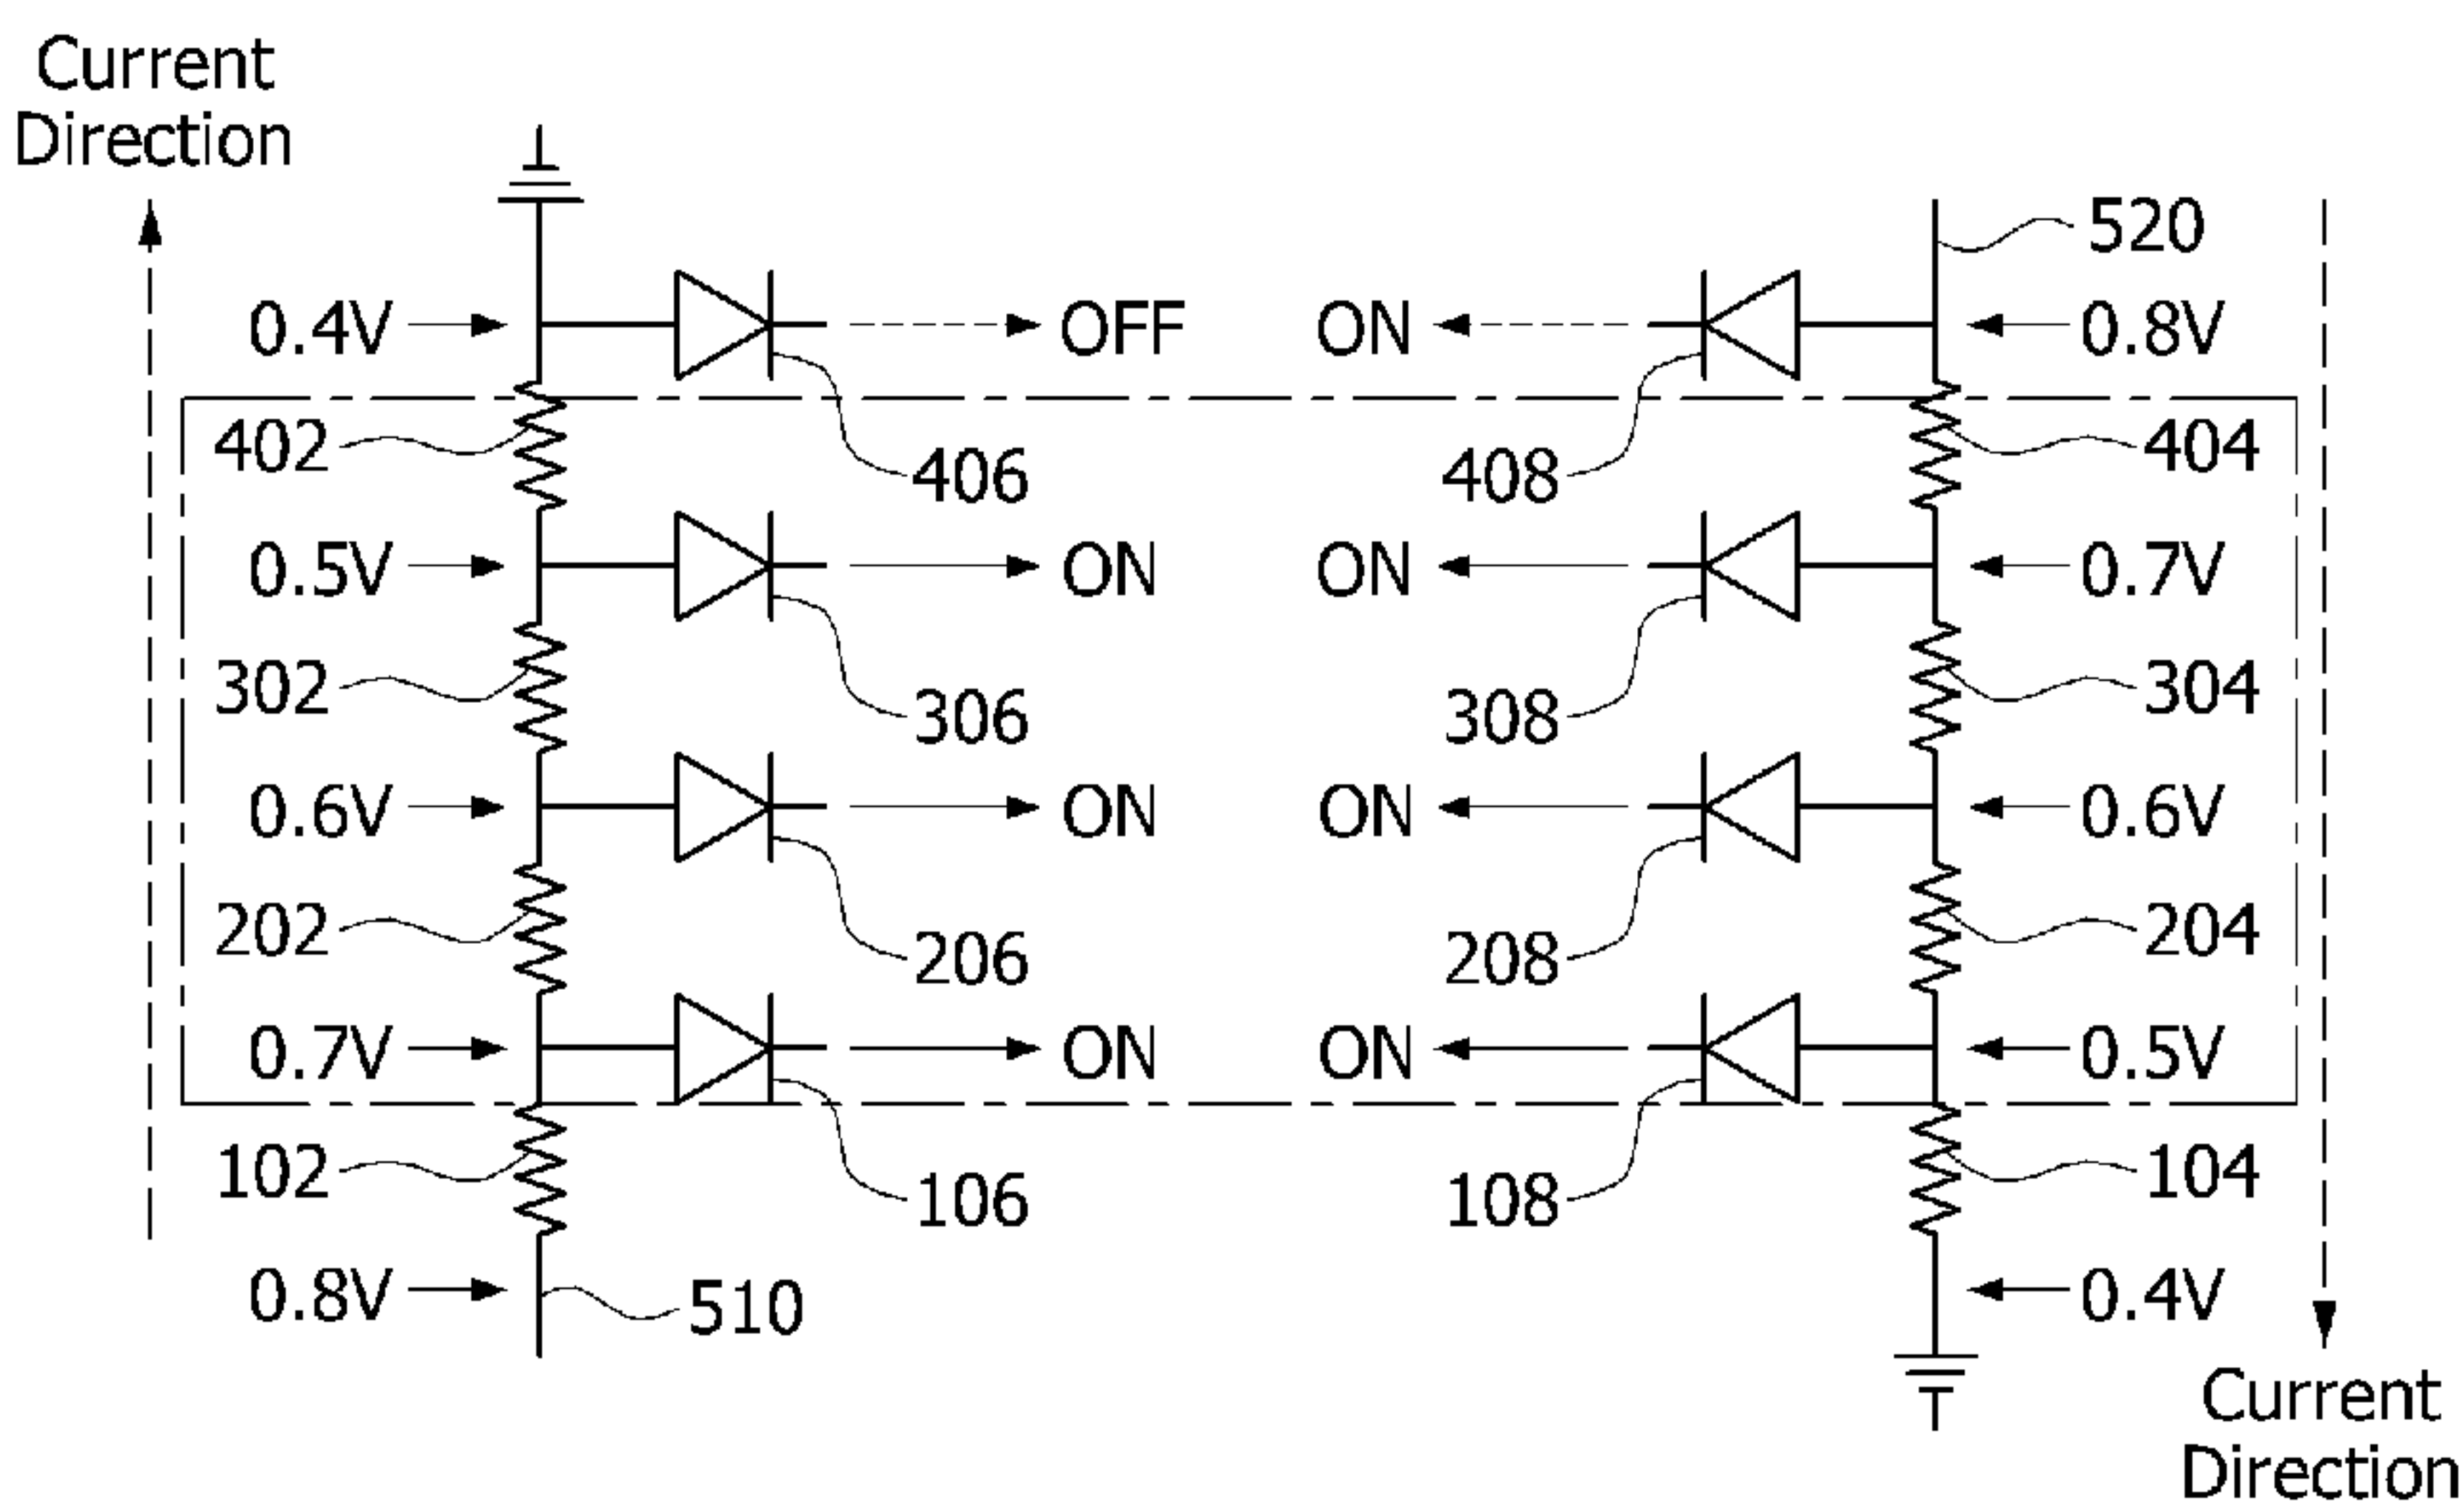 Current
Direction
520
0.4V
OFF
ON
0.8V
402
404
406
408
0.5V
ON
ON
0.7V
302
304
306
308
0.6V
ON
ON
0.6V
202
204
206
208
0.7V
ON
ON
0.5V
102
104
106
108
0.8V
510
0.4V
Current
Direction